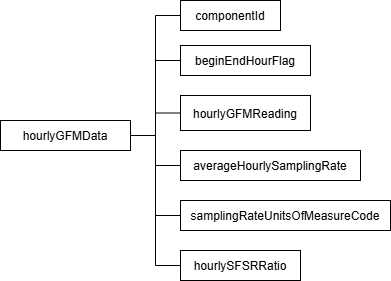 componentId
beginEndHourFlag
hourlyGFMReading
hourlyGFMData
averageHourlySamplingRate
samplingRateUnitsOfMeasureCode
hourlySFSRRatio